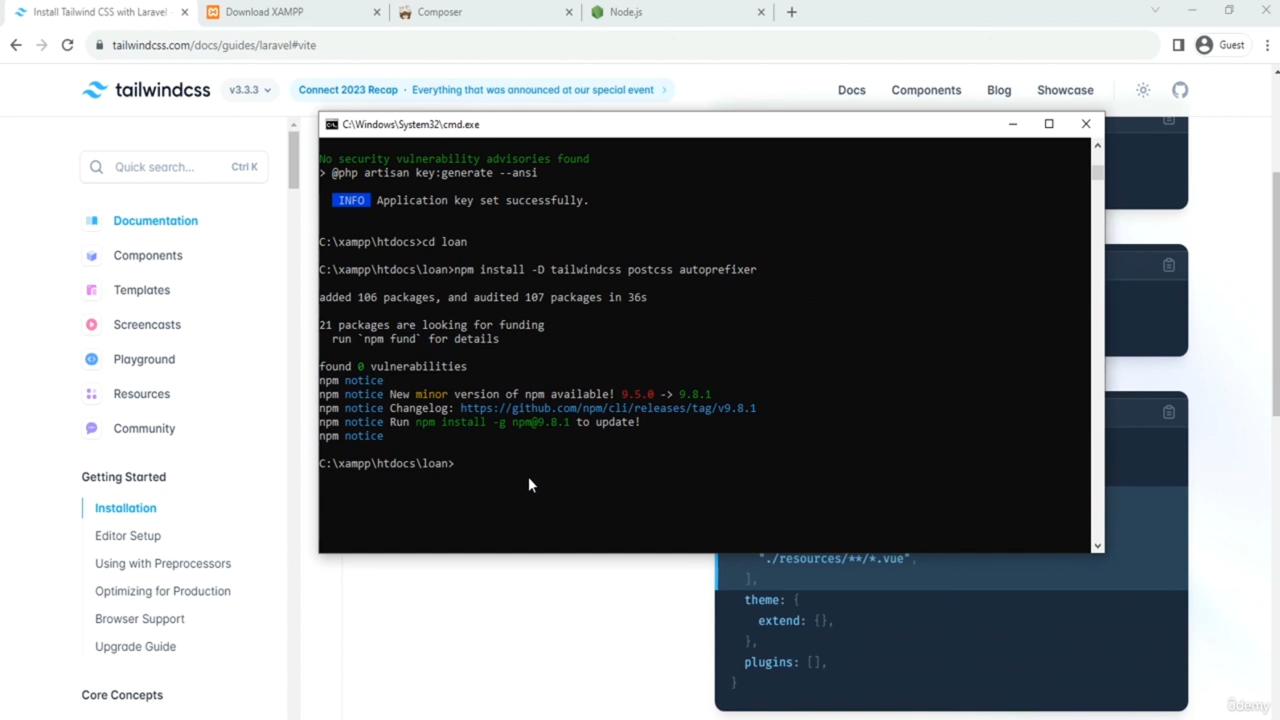 Install Tailwind CSS with Laravel
Download XAMPP
Composer
Node.js
tailwindcss.com/docs/guides/laravel#vite
Guest
tailwindcss
v3.3.3
Connect 2023 Recap · Everything that was announced at our special event
Docs
Components
Blog
Showcase
Quick search...
Ctrl K
Documentation
Components
Templates
Screencasts
Playground
Resources
Community
Getting Started
Installation
Editor Setup
Using with Preprocessors
Optimizing for Production
Browser Support
Upgrade Guide
Core Concepts
C:\Windows\System32\cmd.exe
No security vulnerability advisories found
> @php artisan key:generate --ansi
INFO Application key set successfully.
C:\xampp\htdocs>cd loan
C:\xampp\htdocs\loan>npm install -D tailwindcss postcss autoprefixer
added 106 packages, and audited 107 packages in 36s
21 packages are looking for funding
run `npm fund` for details
found 0 vulnerabilities
npm notice
npm notice New minor version of npm available! 9.5.0 -> 9.8.1
npm notice Changelog: https://github.com/npm/cli/releases/tag/v9.8.1
npm notice Run npm install -g npm@9.8.1 to update!
npm notice
C:\xampp\htdocs\loan>
"./resources/**/*.vue",
],
theme: {
extend: {},
},
plugins: [],
}
ûdemy